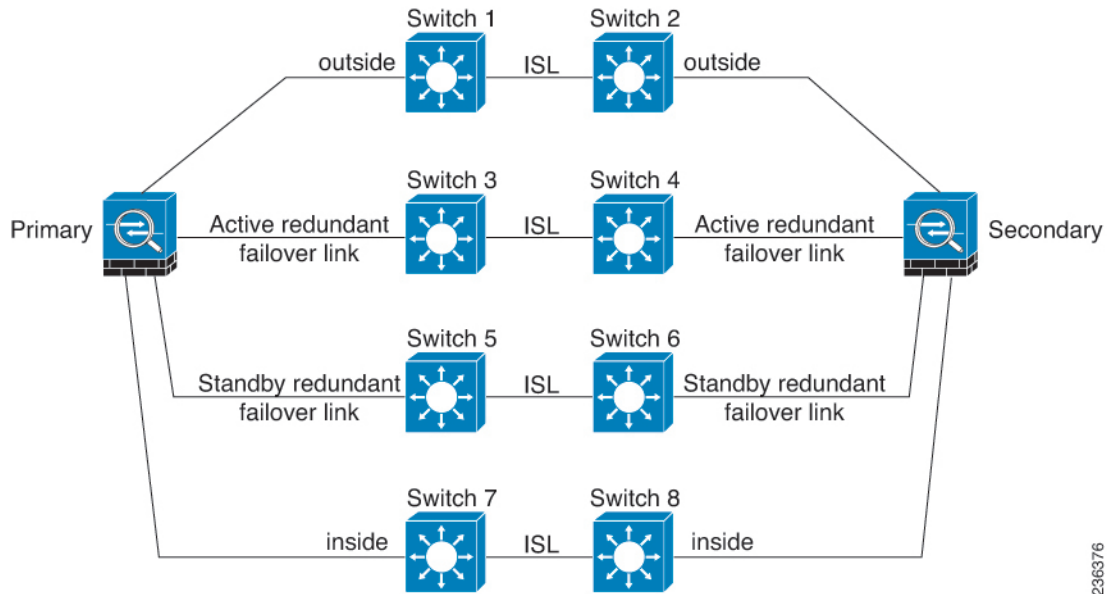 Switch 1
Switch 2
outside
ISL
outside
Switch 3
Switch 4
Primary
Active redundant
failover link
ISL
Active redundant
failover link
Secondary
Switch 5
Switch 6
Standby redundant
failover link
ISL
Standby redundant
failover link
Switch 7
Switch 8
inside
ISL
inside
236376